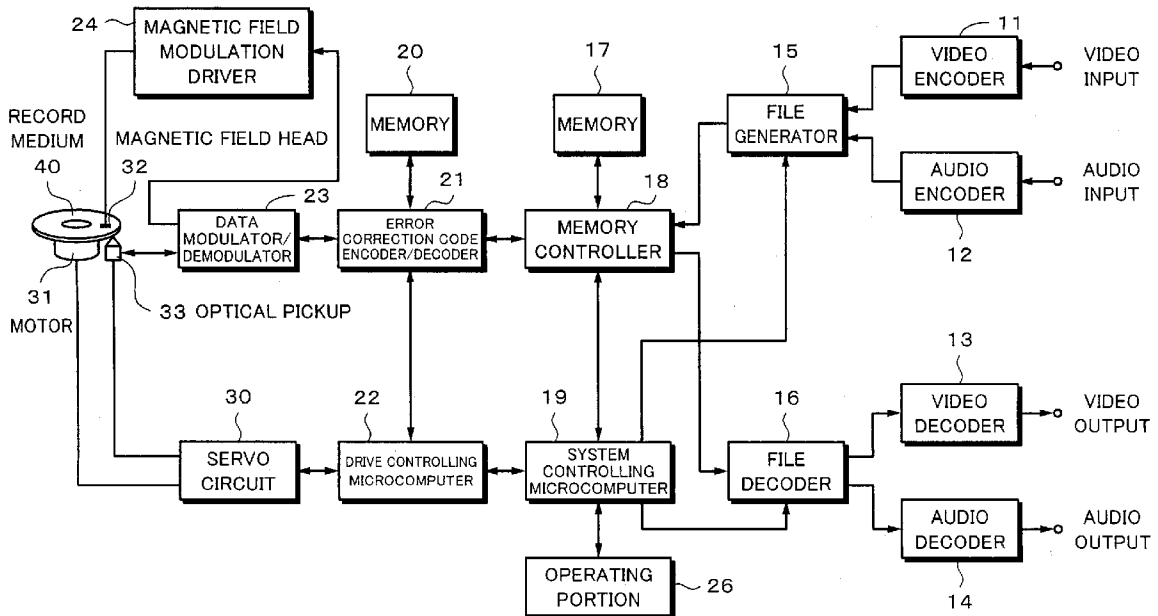 24
MAGNETIC FIELD
MODULATION
DRIVER
20
MEMORY
17
MEMORY
15
FILE
GENERATOR
11
VIDEO
ENCODER
VIDEO
INPUT
AUDIO
ENCODER
12
AUDIO
INPUT
RECORD
MEDIUM
40
MAGNETIC FIELD HEAD
32
23
DATA
MODULATOR/
DEMODULATOR
21
ERROR
CORRECTION CODE
ENCODER/DECODER
18
MEMORY
CONTROLLER
31
MOTOR
33 OPTICAL PICKUP
30
SERVO
CIRCUIT
22
DRIVE CONTROLLING
MICROCOMPUTER
19
SYSTEM
CONTROLLING
MICROCOMPUTER
16
FILE
DECODER
13
VIDEO
DECODER
VIDEO
OUTPUT
AUDIO
DECODER
14
AUDIO
OUTPUT
OPERATING
PORTION
26